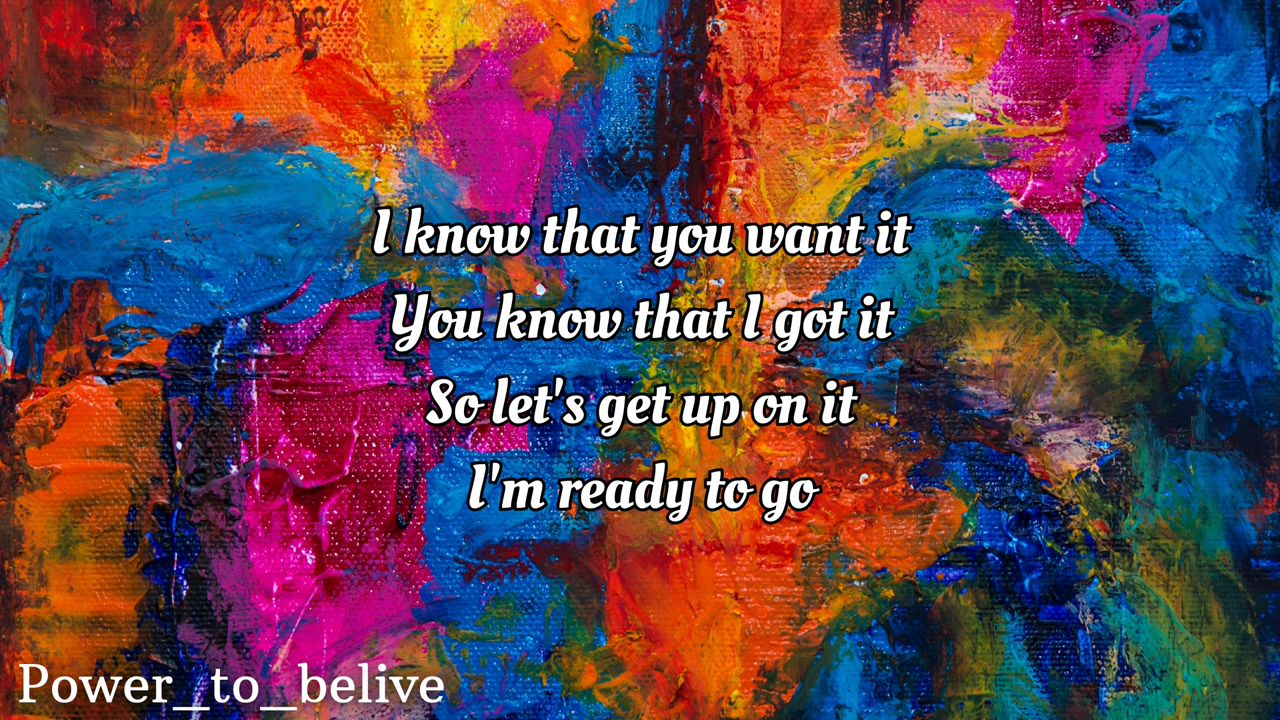 I know that you want it
You know that I got it
So let's get up on it
I'm ready to go
Power_to_belive